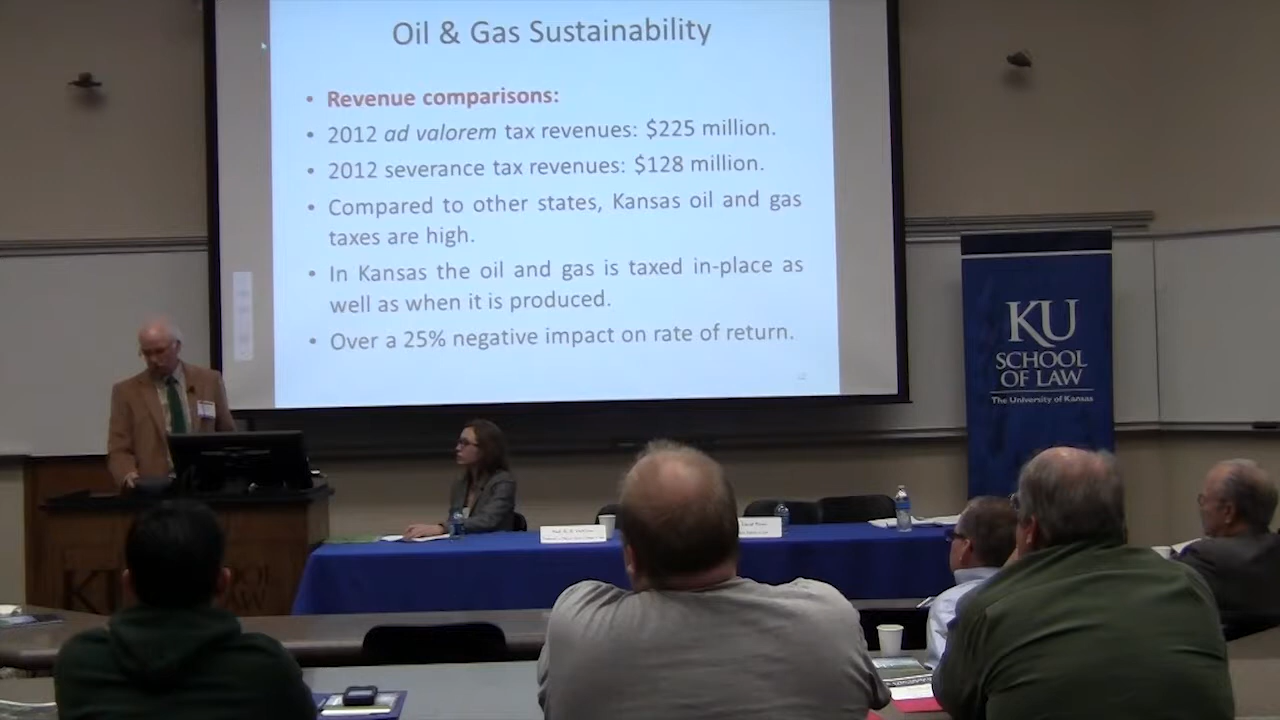 Oil & Gas Sustainability
• Revenue comparisons:
• 2012 ad valorem tax revenues: $225 million.
• 2012 severance tax revenues: $128 million.
• Compared to other states, Kansas oil and gas
taxes are high.
• In Kansas the oil and gas is taxed in-place as
well as when it is produced.
• Over a 25% negative impact on rate of return.
KU
SCHOOL
OF LAW
The University of Kansas
KU